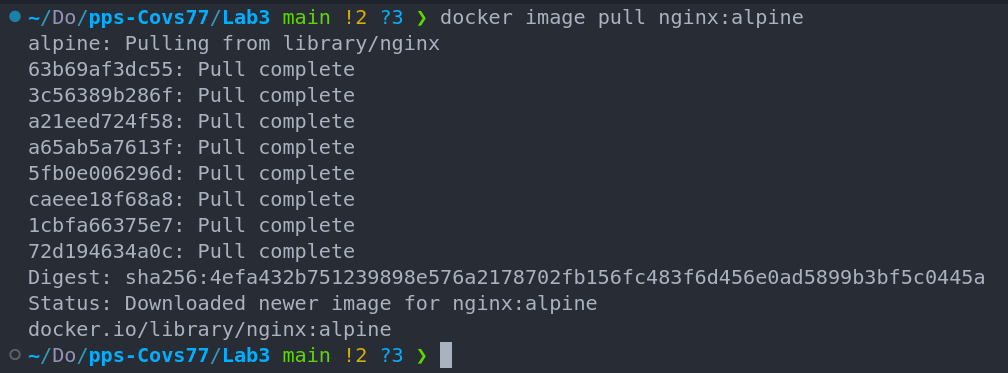 ~/Do/pps-Covs77/Lab3 main !2 ?3 ❯ docker image pull nginx:alpine
alpine: Pulling from library/nginx
63b69af3dc55: Pull complete
3c56389b286f: Pull complete
a21eed724f58: Pull complete
a65ab5a7613f: Pull complete
5fb0e006296d: Pull complete
caeee18f68a8: Pull complete
1cbfa66375e7: Pull complete
72d194634a0c: Pull complete
Digest: sha256:4efa432b751239898e576a2178702fb156fc483f6d456e0ad5899b3bf5c0445a
Status: Downloaded newer image for nginx:alpine
docker.io/library/nginx:alpine
~/Do/pps-Covs77/Lab3 main !2 ?3 ❯